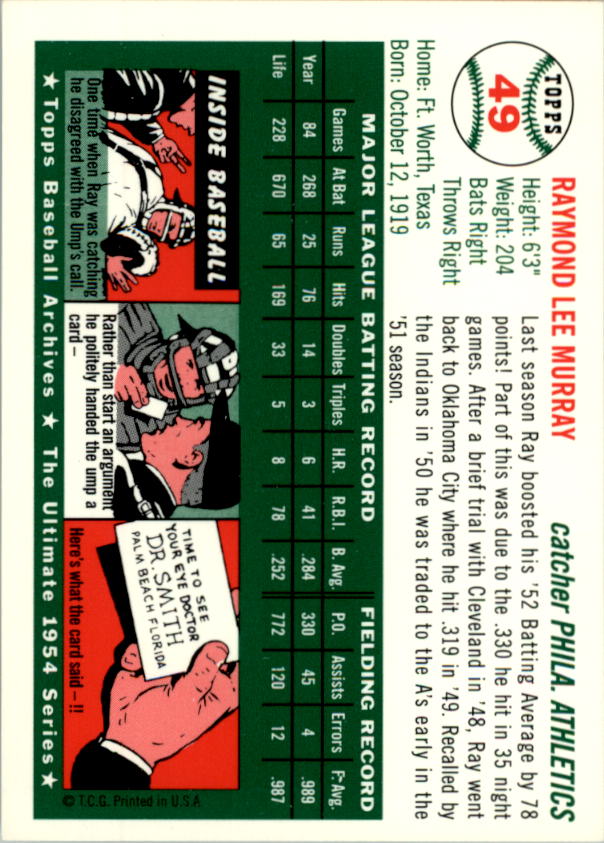 TOPPS
49
RAYMOND LEE MURRAY
catcher PHILA. ATHLETICS
Height: 6'3"
Weight: 204
Bats Right
Throws Right
Home: Ft. Worth, Texas
Born: October 12, 1919
Last season Ray boosted his '52 Batting Average by 78
points! Part of this was due to the .330 he hit in 35 night
games. After a brief trial with Cleveland in '48, Ray went
back to Oklahoma City where he hit .319 in '49. Recalled by
the Indians in '50 he was traded to the A's early in the
'51 season.
MAJOR LEAGUE BATTING RECORD FIELDING RECORD
Games At Bat Runs Hits Doubles Triples H.R. R.B.I. B. Avg. P.O. Assists Errors F. Avg.
Year 84 268 25 76 14 3 6 41 .284 330 45 4 .989
Life 228 670 65 169 33 5 8 78 .252 772 120 12 .987
INSIDE BASEBALL
One time when Ray was catching
he disagreed with the Ump's call.
Rather than start an argument
he politely handed the ump a
card –
TIME TO SEE
YOUR EYE DOCTOR
DR. SMITH
PALM BEACH FLORIDA
Here's what the card said – !!
★ Topps Baseball Archives ★ The Ultimate 1954 Series ★
© T.C.G. Printed in U.S.A.